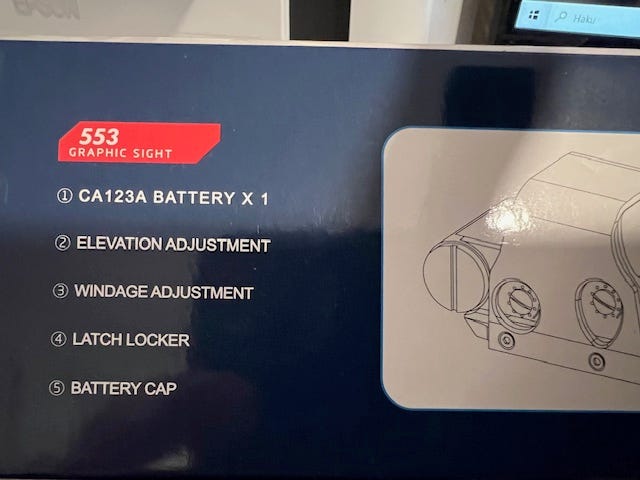 EPSON
Haku
553
GRAPHIC SIGHT
① CA123A BATTERY X 1
② ELEVATION ADJUSTMENT
③ WINDAGE ADJUSTMENT
④ LATCH LOCKER
⑤ BATTERY CAP